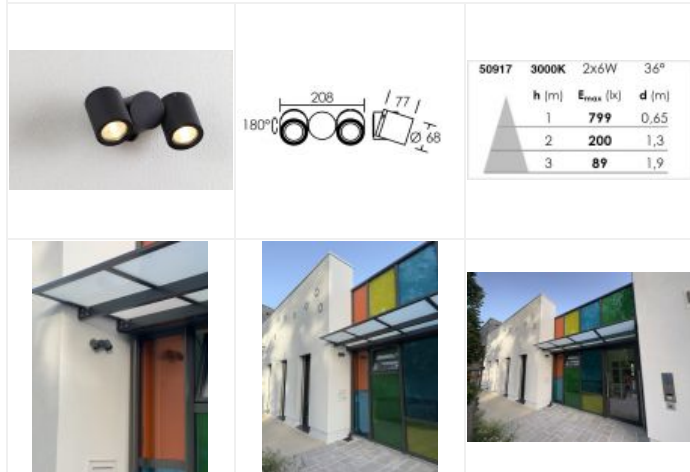 208
77
180°
Ø 68
50917 3000K 2x6W 36°
h (m) Emax (lx) d (m)
1 799 0,65
2 200 1,3
3 89 1,9